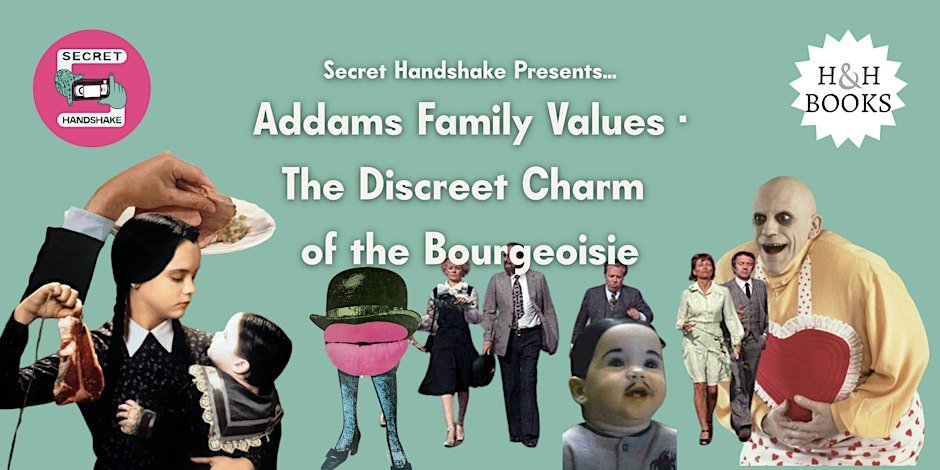 SECRET
HANDSHAKE
Secret Handshake Presents...
Addams Family Values ·
The Discreet Charm
of the Bourgeoisie
H&H
BOOKS